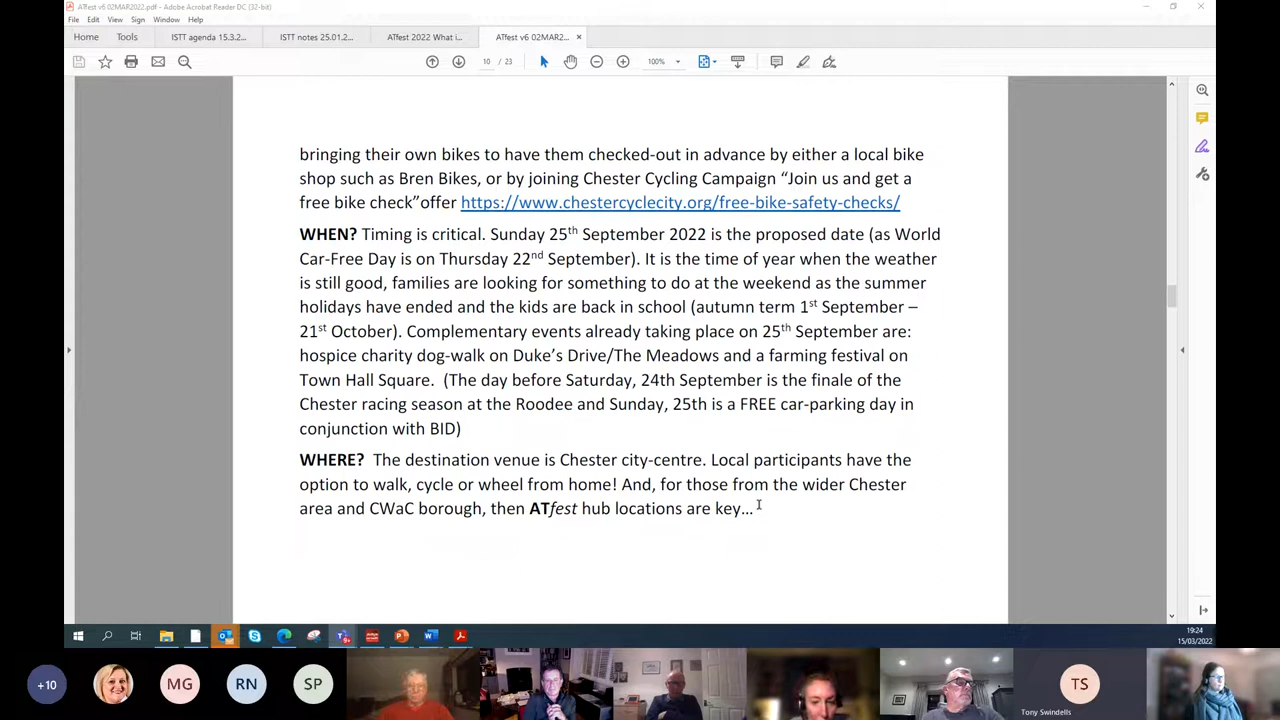 ATfest v6 02MAR2022.pdf - Adobe Acrobat Reader DC (32-bit)
File Edit View Sign Window Help
Home Tools ISTT agenda 15.3.2... ISTT notes 25.01.2... ATfest 2022 What i... ATfest v6 02MAR2... ×
10 / 23 100%
bringing their own bikes to have them checked-out in advance by either a local bike
shop such as Bren Bikes, or by joining Chester Cycling Campaign “Join us and get a
free bike check”offer https://www.chestercyclecity.org/free-bike-safety-checks/
WHEN? Timing is critical. Sunday 25th September 2022 is the proposed date (as World
Car-Free Day is on Thursday 22nd September). It is the time of year when the weather
is still good, families are looking for something to do at the weekend as the summer
holidays have ended and the kids are back in school (autumn term 1st September –
21st October). Complementary events already taking place on 25th September are:
hospice charity dog-walk on Duke’s Drive/The Meadows and a farming festival on
Town Hall Square. (The day before Saturday, 24th September is the finale of the
Chester racing season at the Roodee and Sunday, 25th is a FREE car-parking day in
conjunction with BID)
WHERE? The destination venue is Chester city-centre. Local participants have the
option to walk, cycle or wheel from home! And, for those from the wider Chester
area and CWaC borough, then ATfest hub locations are key...
19:24
15/03/2022
+10 MG RN SP TS
Tony Swindells